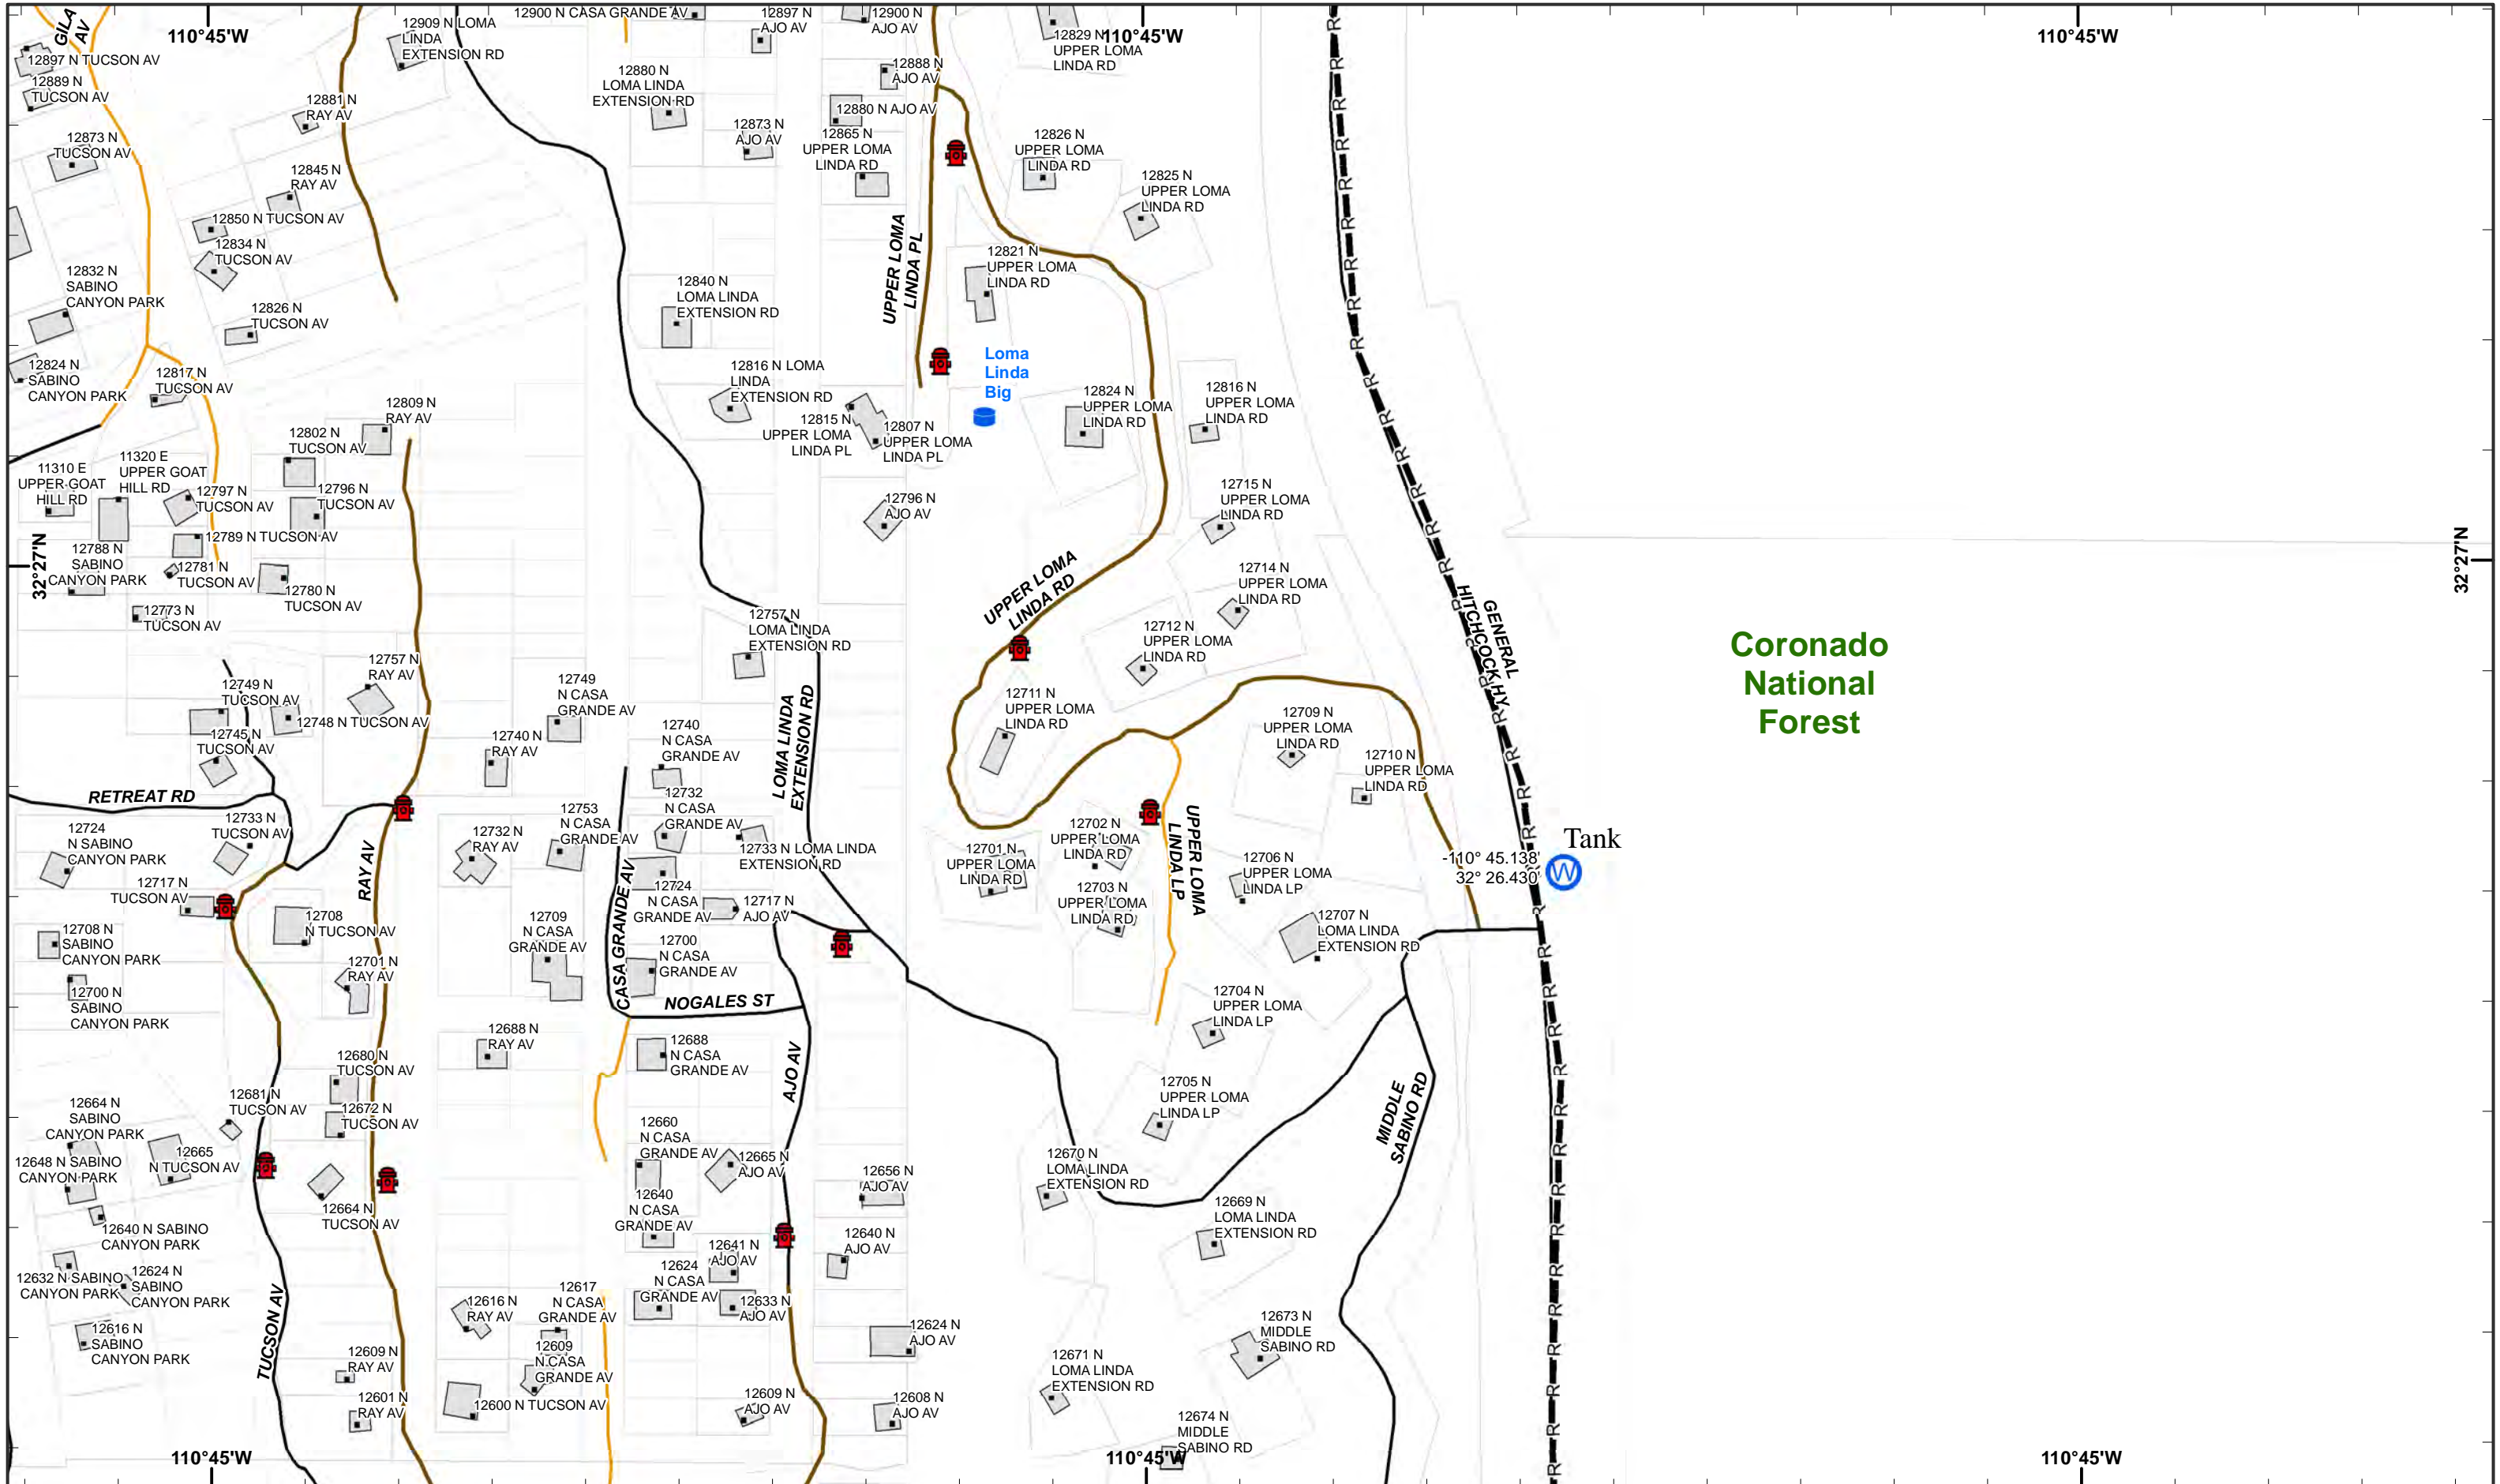 GILA
AV
110°45'W
12909 N LOMA
LINDA
EXTENSION RD
12900 N CASA GRANDE AV
12897 N
AJO AV
12900 N
AJO AV
12829 N
UPPER LOMA
LINDA RD
110°45'W
110°45'W
12897 N TUCSON AV
12889 N
TUCSON AV
12881 N
RAY AV
12880 N
LOMA LINDA
EXTENSION RD
12888 N
AJO AV
12880 N AJO AV
12873 N
TUCSON AV
12873 N
AJO AV
12865 N
UPPER LOMA
LINDA RD
12826 N
UPPER LOMA
LINDA RD
12825 N
UPPER LOMA
LINDA RD
12845 N
RAY AV
12850 N TUCSON AV
12834 N
TUCSON AV
UPPER LOMA
LINDA PL
12821 N
UPPER LOMA
LINDA RD
12832 N
SABINO
CANYON PARK
12826 N
TUCSON AV
12840 N
LOMA LINDA
EXTENSION RD
12824 N
SABINO
CANYON PARK
12817 N
TUCSON AV
12816 N LOMA
LINDA
EXTENSION RD
Loma
Linda
Big
12824 N
UPPER LOMA
LINDA RD
12816 N
UPPER LOMA
LINDA RD
12809 N
RAY AV
12815 N
UPPER LOMA
LINDA PL
12807 N
UPPER LOMA
LINDA PL
12802 N
TUCSON AV
11310 E
UPPER GOAT
HILL RD
11320 E
UPPER GOAT
HILL RD
12797 N
TUCSON AV
12796 N
TUCSON AV
12796 N
AJO AV
12715 N
UPPER LOMA
LINDA RD
12789 N TUCSON AV
32°27'N
32°27'N
12788 N
SABINO
CANYON PARK
12781 N
TUCSON AV
12780 N
TUCSON AV
UPPER LOMA
LINDA RD
12714 N
UPPER LOMA
LINDA RD
12773 N
TUCSON AV
12757 N
LOMA LINDA
EXTENSION RD
12712 N
UPPER LOMA
LINDA RD
GENERAL
HITCHCOCK HY
Coronado
National
Forest
12757 N
RAY AV
12749 N
TUCSON AV
12748 N TUCSON AV
12749
N CASA
GRANDE AV
LOMA LINDA
EXTENSION RD
12711 N
UPPER LOMA
LINDA RD
12709 N
UPPER LOMA
LINDA RD
12745 N
TUCSON AV
12740 N
RAY AV
12740
N CASA
GRANDE AV
12710 N
UPPER LOMA
LINDA RD
RETREAT RD
12733 N
TUCSON AV
12732
N CASA
GRANDE AV
12753
N CASA
GRANDE AV
12724
N SABINO
CANYON PARK
12732 N
RAY AV
12733 N LOMA LINDA
EXTENSION RD
12702 N
UPPER LOMA
LINDA RD
12701 N
UPPER LOMA
LINDA RD
UPPER LOMA
LINDA LP
12706 N
UPPER LOMA
LINDA LP
-110° 45.138'
32° 26.430'
Tank
W
RAY AV
CASA GRANDE AV
12717 N
TUCSON AV
12724
N CASA
GRANDE AV
12717 N
AJO AV
12703 N
UPPER LOMA
LINDA RD
12708
N TUCSON AV
12709
N CASA
GRANDE AV
12707 N
LOMA LINDA
EXTENSION RD
12708 N
SABINO
CANYON PARK
12701 N
RAY AV
12700
N CASA
GRANDE AV
12700 N
SABINO
CANYON PARK
NOGALES ST
12704 N
UPPER LOMA
LINDA LP
12688 N
RAY AV
12688
N CASA
GRANDE AV
AJO AV
12680 N
TUCSON AV
12705 N
UPPER LOMA
LINDA LP
MIDDLE
SABINO RD
12664 N
SABINO
CANYON PARK
12681 N
TUCSON AV
12672 N
TUCSON AV
12660
N CASA
GRANDE AV
12665
N TUCSON AV
12665 N
AJO AV
12656 N
AJO AV
12670 N
LOMA LINDA
EXTENSION RD
12648 N SABINO
CANYON PARK
12664 N
TUCSON AV
12640
N CASA
GRANDE AV
12669 N
LOMA LINDA
EXTENSION RD
12640 N SABINO
CANYON PARK
12641 N
AJO AV
12640 N
AJO AV
12632 N SABINO
CANYON PARK
12624 N
SABINO
CANYON PARK
12624
N CASA
GRANDE AV
TUCSON AV
12616 N
RAY AV
12617
N CASA
GRANDE AV
12633 N
AJO AV
12616 N
SABINO
CANYON PARK
12624 N
AJO AV
12673 N
MIDDLE
SABINO RD
12609 N
RAY AV
12609
N CASA
GRANDE AV
12671 N
LOMA LINDA
EXTENSION RD
12601 N
RAY AV
12600 N TUCSON AV
12609 N
AJO AV
12608 N
AJO AV
12674 N
MIDDLE
SABINO RD
110°45'W
110°45'W
110°45'W